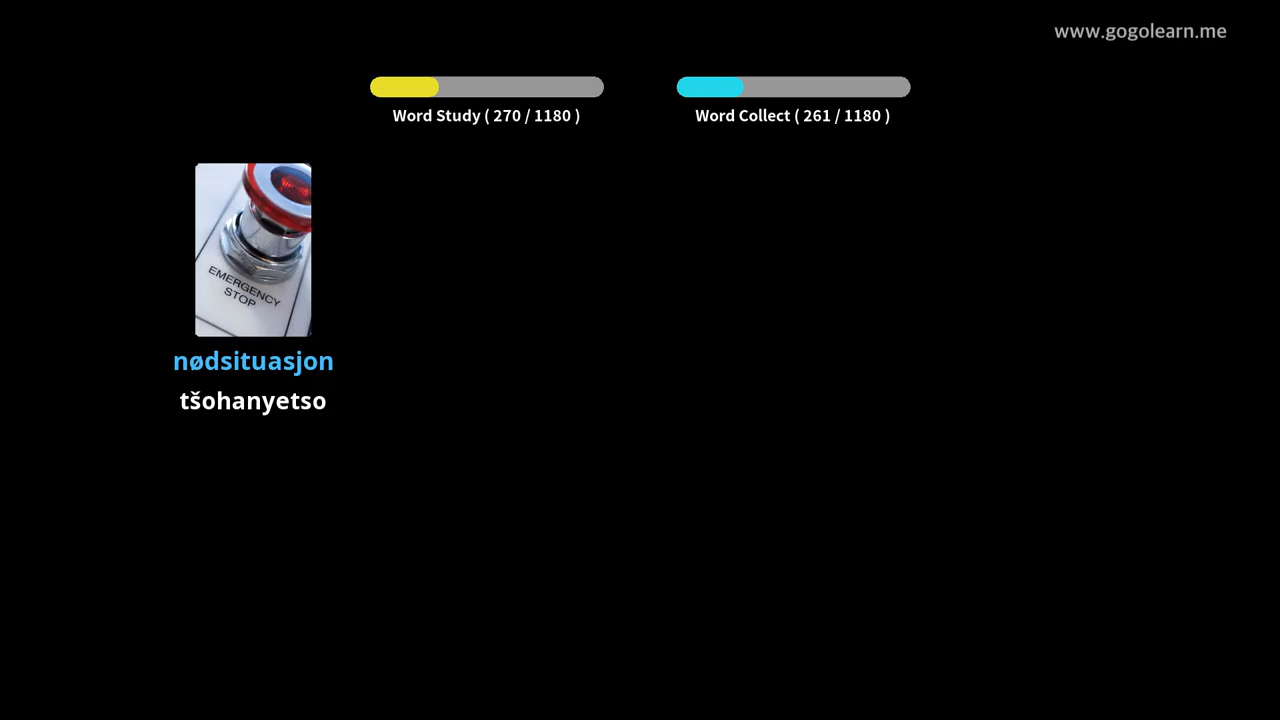 www.gogolearn.me
Word Study ( 270 / 1180 )
Word Collect ( 261 / 1180 )
EMERGENCY
STOP
nødsituasjon
tšohanyetso